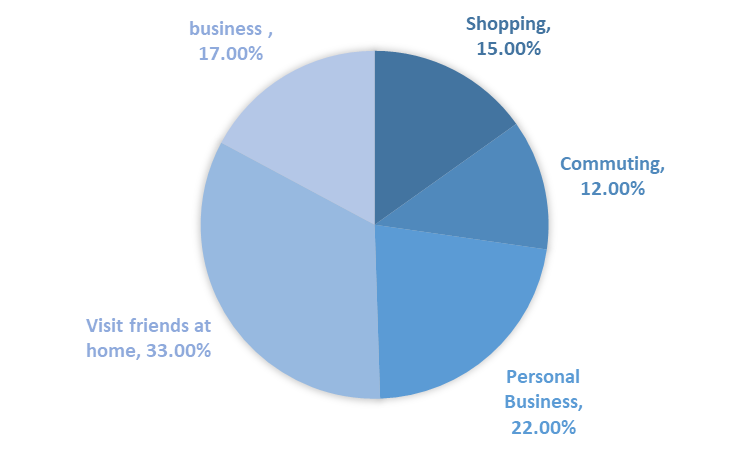 business ,
17.00%
Shopping,
15.00%
Commuting,
12.00%
Visit friends at
home, 33.00%
Personal
Business,
22.00%